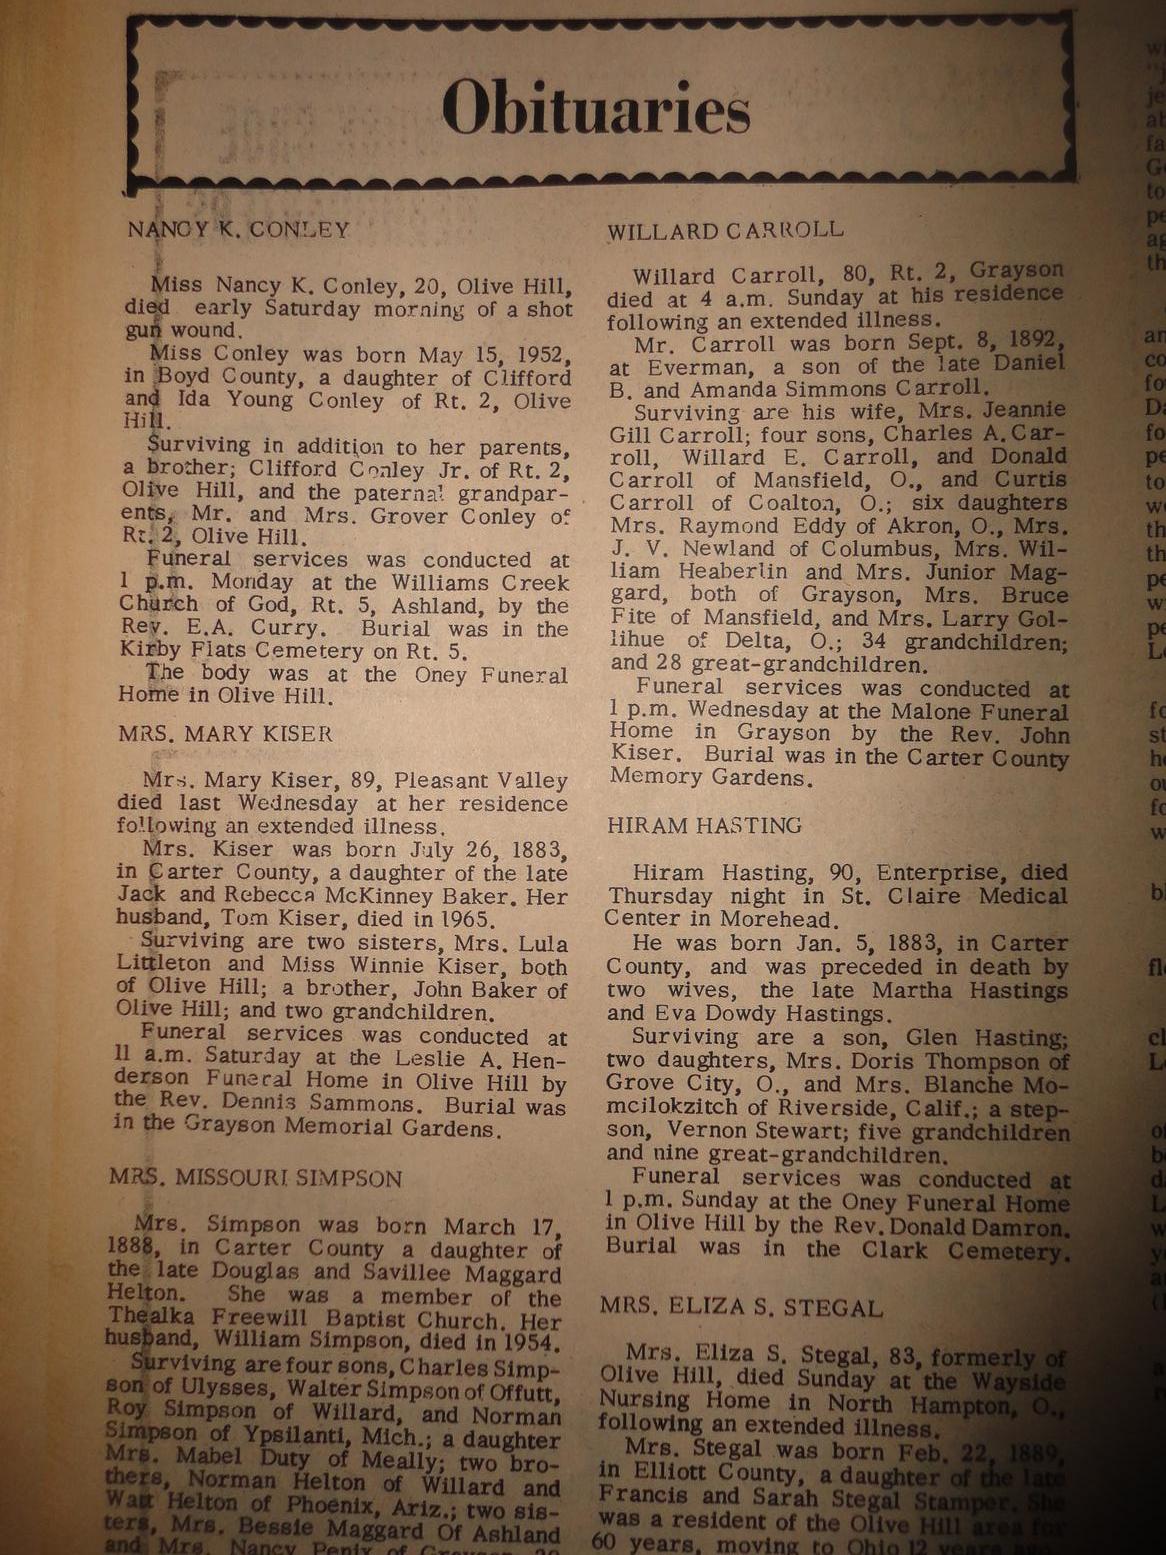 Obituaries
NANCY K. CONLEY
Miss Nancy K. Conley, 20, Olive Hill,
died early Saturday morning of a shot
gun wound.
Miss Conley was born May 15, 1952,
in Boyd County, a daughter of Clifford
and Ida Young Conley of Rt. 2, Olive
Hill.
Surviving in addition to her parents,
a brother; Clifford Conley Jr. of Rt. 2,
Olive Hill, and the paternal grandpar-
ents, Mr. and Mrs. Grover Conley of
Rt. 2, Olive Hill.
Funeral services was conducted at
1 p.m. Monday at the Williams Creek
Church of God, Rt. 5, Ashland, by the
Rev. E.A. Curry. Burial was in the
Kirby Flats Cemetery on Rt. 5.
The body was at the Oney Funeral
Home in Olive Hill.
MRS. MARY KISER
Mrs. Mary Kiser, 89, Pleasant Valley
died last Wednesday at her residence
following an extended illness.
Mrs. Kiser was born July 26, 1883,
in Carter County, a daughter of the late
Jack and Rebecca McKinney Baker. Her
husband, Tom Kiser, died in 1965.
Surviving are two sisters, Mrs. Lula
Littleton and Miss Winnie Kiser, both
of Olive Hill; a brother, John Baker of
Olive Hill; and two grandchildren.
Funeral services was conducted at
11 a.m. Saturday at the Leslie A. Hen-
derson Funeral Home in Olive Hill by
the Rev. Dennis Sammons. Burial was
in the Grayson Memorial Gardens.
MRS. MISSOURI SIMPSON
Mrs. Simpson was born March 17,
1888, in Carter County a daughter of
the late Douglas and Savillee Maggard
Helton. She was a member of the
Thealka Freewill Baptist Church. Her
husband, William Simpson, died in 1954.
Surviving are four sons, Charles Simp-
son of Ulysses, Walter Simpson of Offutt,
Roy Simpson of Willard, and Norman
Simpson of Ypsilanti, Mich.; a daughter
Mrs. Mabel Duty of Meally; two bro-
thers, Norman Helton of Willard and
Watt Helton of Phoenix, Ariz.; two sis-
ters, Mrs. Bessie Maggard Of Ashland
and Mrs. Nancy Penix of Grayson,
WILLARD CARROLL
Willard Carroll, 80, Rt. 2, Grayson
died at 4 a.m. Sunday at his residence
following an extended illness.
Mr. Carroll was born Sept. 8, 1892,
at Everman, a son of the late Daniel
B. and Amanda Simmons Carroll.
Surviving are his wife, Mrs. Jeannie
Gill Carroll; four sons, Charles A. Car-
roll, Willard E. Carroll, and Donald
Carroll of Mansfield, O., and Curtis
Carroll of Coalton, O.; six daughters
Mrs. Raymond Eddy of Akron, O., Mrs.
J. V. Newland of Columbus, Mrs. Wil-
liam Heaberlin and Mrs. Junior Mag-
gard, both of Grayson, Mrs. Bruce
Fite of Mansfield, and Mrs. Larry Gol-
lihue of Delta, O.; 34 grandchildren;
and 28 great-grandchildren.
Funeral services was conducted at
1 p.m. Wednesday at the Malone Funeral
Home in Grayson by the Rev. John
Kiser. Burial was in the Carter County
Memory Gardens.
HIRAM HASTING
Hiram Hasting, 90, Enterprise, died
Thursday night in St. Claire Medical
Center in Morehead.
He was born Jan. 5, 1883, in Carter
County, and was preceded in death by
two wives, the late Martha Hastings
and Eva Dowdy Hastings.
Surviving are a son, Glen Hasting;
two daughters, Mrs. Doris Thompson of
Grove City, O., and Mrs. Blanche Mo-
mcilokzitch of Riverside, Calif.; a step-
son, Vernon Stewart; five grandchildren
and nine great-grandchildren.
Funeral services was conducted at
1 p.m. Sunday at the Oney Funeral Home
in Olive Hill by the Rev. Donald Damron.
Burial was in the Clark Cemetery.
MRS. ELIZA S. STEGAL
Mrs. Eliza S. Stegal, 83, formerly of
Olive Hill, died Sunday at the Wayside
Nursing Home in North Hampton, O.,
following an extended illness.
Mrs. Stegal was born Feb. 22, 1889,
in Elliott County, a daughter of the late
Francis and Sarah Stegal Stamper. She
was a resident of the Olive Hill area for
60 years, moving to Ohio 12 years ago.